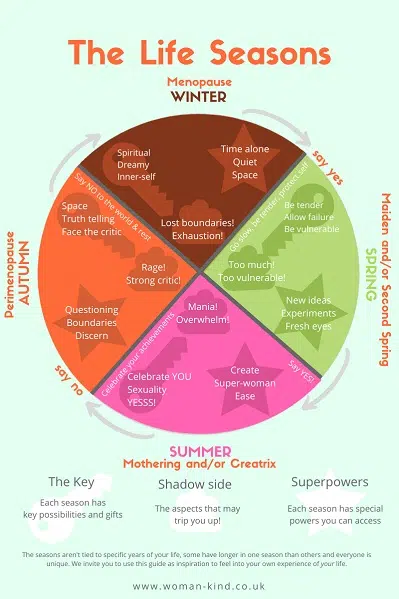 The Life Seasons
Menopause
WINTER
Spiritual
Dreamy
Inner-self
Time alone
Quiet
Space
Lost boundaries!
Exhaustion!
say yes
Go slow, be tender, protect self
Be tender
Allow failure
Be vulnerable
Too much!
Too vulnerable!
New ideas
Experiments
Fresh eyes
SPRING
Maiden and/or Second Spring
Say YES!
Mania!
Overwhelm!
Create
Super-woman
Ease
Celebrate YOU
Sexuality
YESSS!
Celebrate your achievements
SUMMER
Mothering and/or Creatrix
say no
Perimenopause
AUTUMN
Say NO to the world & rest
Space
Truth telling
Face the critic
Rage!
Strong critic!
Questioning
Boundaries
Discern
The Key
Each season has
key possibilities and gifts
Shadow side
The aspects that may
trip you up!
Superpowers
Each season has special
powers you can access
The seasons aren't tied to specific years of your life, some have longer in one season than others and everyone is
unique. We invite you to use this guide as inspiration to feel into your own experience of your life.
www.woman-kind.co.uk